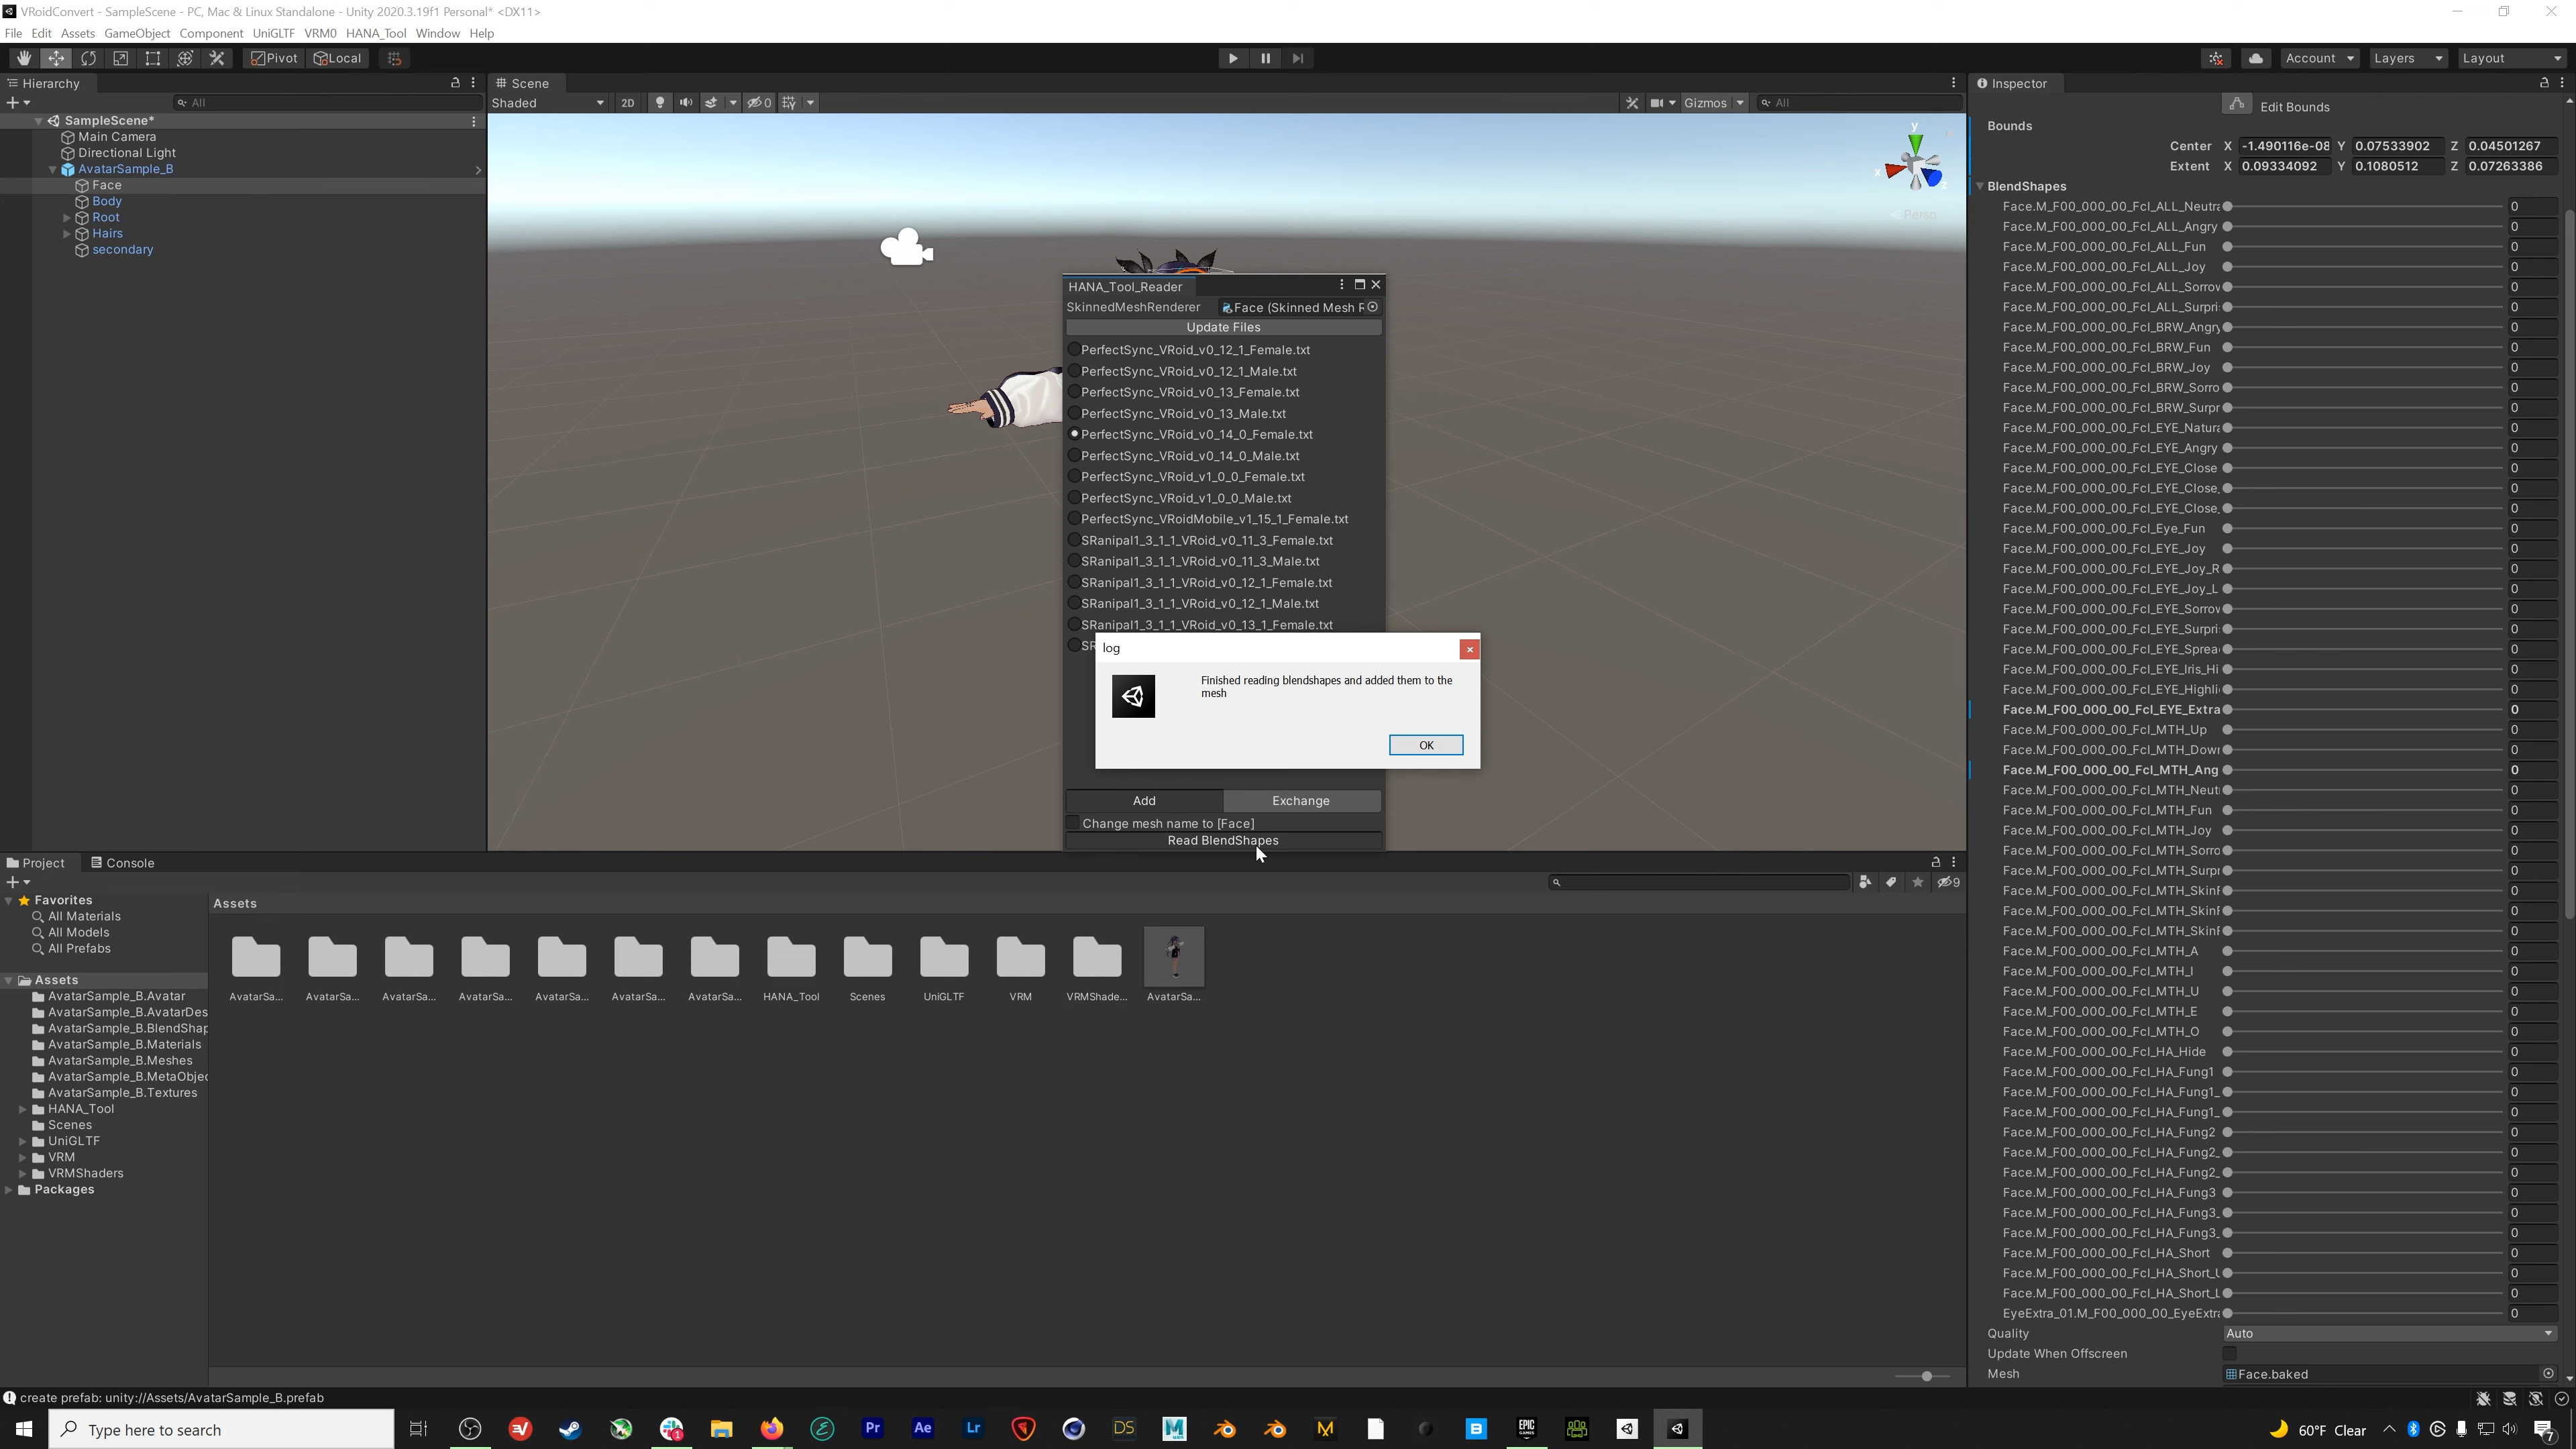 VRoidConvert - SampleScene - PC, Mac & Linux Standalone - Unity 2020.3.19f1 Personal* <DX11>
File Edit Assets GameObject Component UniGLTF VRM0 HANA_Tool Window Help
Pivot Local Account Layers Layout
Hierarchy
All
SampleScene*
Main Camera
Directional Light
AvatarSample_B
Face
Body
Root
Hairs
secondary
Scene
Shaded 2D 0 Gizmos All
y
x
z
Persp
HANA_Tool_Reader
SkinnedMeshRenderer Face (Skinned Mesh R
Update Files
PerfectSync_VRoid_v0_12_1_Female.txt
PerfectSync_VRoid_v0_12_1_Male.txt
PerfectSync_VRoid_v0_13_Female.txt
PerfectSync_VRoid_v0_13_Male.txt
PerfectSync_VRoid_v0_14_0_Female.txt
PerfectSync_VRoid_v0_14_0_Male.txt
PerfectSync_VRoid_v1_0_0_Female.txt
PerfectSync_VRoid_v1_0_0_Male.txt
PerfectSync_VRoidMobile_v1_15_1_Female.txt
SRanipal1_3_1_1_VRoid_v0_11_3_Female.txt
SRanipal1_3_1_1_VRoid_v0_11_3_Male.txt
SRanipal1_3_1_1_VRoid_v0_12_1_Female.txt
SRanipal1_3_1_1_VRoid_v0_12_1_Male.txt
SRanipal1_3_1_1_VRoid_v0_13_1_Female.txt
SR
log
Finished reading blendshapes and added them to the
mesh
OK
Add Exchange
Change mesh name to [Face]
Read BlendShapes
Inspector
Edit Bounds
Bounds
Center X -1.490116e-08 Y 0.07533902 Z 0.04501267
Extent X 0.09334092 Y 0.1080512 Z 0.07263386
BlendShapes
Face.M_F00_000_00_Fcl_ALL_Neutra 0
Face.M_F00_000_00_Fcl_ALL_Angry 0
Face.M_F00_000_00_Fcl_ALL_Fun 0
Face.M_F00_000_00_Fcl_ALL_Joy 0
Face.M_F00_000_00_Fcl_ALL_Sorrow 0
Face.M_F00_000_00_Fcl_ALL_Surpri 0
Face.M_F00_000_00_Fcl_BRW_Angry 0
Face.M_F00_000_00_Fcl_BRW_Fun 0
Face.M_F00_000_00_Fcl_BRW_Joy 0
Face.M_F00_000_00_Fcl_BRW_Sorro 0
Face.M_F00_000_00_Fcl_BRW_Surpr 0
Face.M_F00_000_00_Fcl_EYE_Natura 0
Face.M_F00_000_00_Fcl_EYE_Angry 0
Face.M_F00_000_00_Fcl_EYE_Close 0
Face.M_F00_000_00_Fcl_EYE_Close_ 0
Face.M_F00_000_00_Fcl_EYE_Close_ 0
Face.M_F00_000_00_Fcl_Eye_Fun 0
Face.M_F00_000_00_Fcl_EYE_Joy 0
Face.M_F00_000_00_Fcl_EYE_Joy_R 0
Face.M_F00_000_00_Fcl_EYE_Joy_L 0
Face.M_F00_000_00_Fcl_EYE_Sorrow 0
Face.M_F00_000_00_Fcl_EYE_Surpri 0
Face.M_F00_000_00_Fcl_EYE_Sprea 0
Face.M_F00_000_00_Fcl_EYE_Iris_Hi 0
Face.M_F00_000_00_Fcl_EYE_Highli 0
Face.M_F00_000_00_Fcl_EYE_Extra 0
Face.M_F00_000_00_Fcl_MTH_Up 0
Face.M_F00_000_00_Fcl_MTH_Down 0
Face.M_F00_000_00_Fcl_MTH_Ang 0
Face.M_F00_000_00_Fcl_MTH_Neut 0
Face.M_F00_000_00_Fcl_MTH_Fun 0
Face.M_F00_000_00_Fcl_MTH_Joy 0
Face.M_F00_000_00_Fcl_MTH_Sorro 0
Face.M_F00_000_00_Fcl_MTH_Surpr 0
Face.M_F00_000_00_Fcl_MTH_SkinF 0
Face.M_F00_000_00_Fcl_MTH_SkinF 0
Face.M_F00_000_00_Fcl_MTH_SkinF 0
Face.M_F00_000_00_Fcl_MTH_A 0
Face.M_F00_000_00_Fcl_MTH_I 0
Face.M_F00_000_00_Fcl_MTH_U 0
Face.M_F00_000_00_Fcl_MTH_E 0
Face.M_F00_000_00_Fcl_MTH_O 0
Face.M_F00_000_00_Fcl_HA_Hide 0
Face.M_F00_000_00_Fcl_HA_Fung1 0
Face.M_F00_000_00_Fcl_HA_Fung1_ 0
Face.M_F00_000_00_Fcl_HA_Fung1_ 0
Face.M_F00_000_00_Fcl_HA_Fung2 0
Face.M_F00_000_00_Fcl_HA_Fung2_ 0
Face.M_F00_000_00_Fcl_HA_Fung2_ 0
Face.M_F00_000_00_Fcl_HA_Fung3 0
Face.M_F00_000_00_Fcl_HA_Fung3_ 0
Face.M_F00_000_00_Fcl_HA_Fung3_ 0
Face.M_F00_000_00_Fcl_HA_Short 0
Face.M_F00_000_00_Fcl_HA_Short_U 0
Face.M_F00_000_00_Fcl_HA_Short_L 0
EyeExtra_01.M_F00_000_00_EyeExtra 0
Quality Auto
Update When Offscreen
Mesh Face.baked
Project Console
9
Favorites
All Materials
All Models
All Prefabs
Assets
AvatarSample_B.Avatar
AvatarSample_B.AvatarDes
AvatarSample_B.BlendShap
AvatarSample_B.Materials
AvatarSample_B.Meshes
AvatarSample_B.MetaObjec
AvatarSample_B.Textures
HANA_Tool
Scenes
UniGLTF
VRM
VRMShaders
Packages
Assets
AvatarSa... AvatarSa... AvatarSa... AvatarSa... AvatarSa... AvatarSa... AvatarSa... HANA_Tool Scenes UniGLTF VRM VRMShade... AvatarSa...
create prefab: unity://Assets/AvatarSample_B.prefab
Type here to search
1 Pr Ae Lr DS M B EPIC GAMES
60°F Clear 7